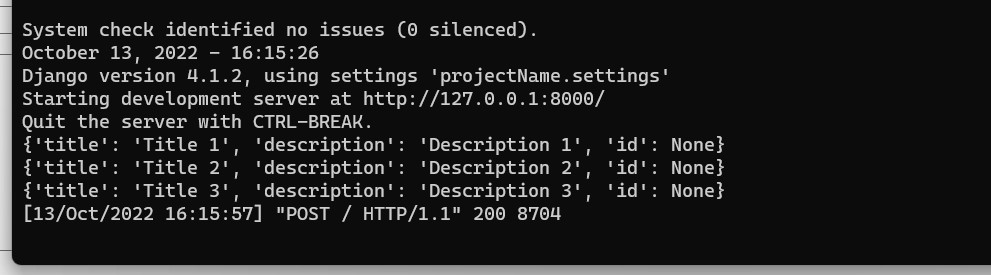 System check identified no issues (0 silenced).
October 13, 2022 - 16:15:26
Django version 4.1.2, using settings 'projectName.settings'
Starting development server at http://127.0.0.1:8000/
Quit the server with CTRL-BREAK.
{'title': 'Title 1', 'description': 'Description 1', 'id': None}
{'title': 'Title 2', 'description': 'Description 2', 'id': None}
{'title': 'Title 3', 'description': 'Description 3', 'id': None}
[13/Oct/2022 16:15:57] "POST / HTTP/1.1" 200 8704